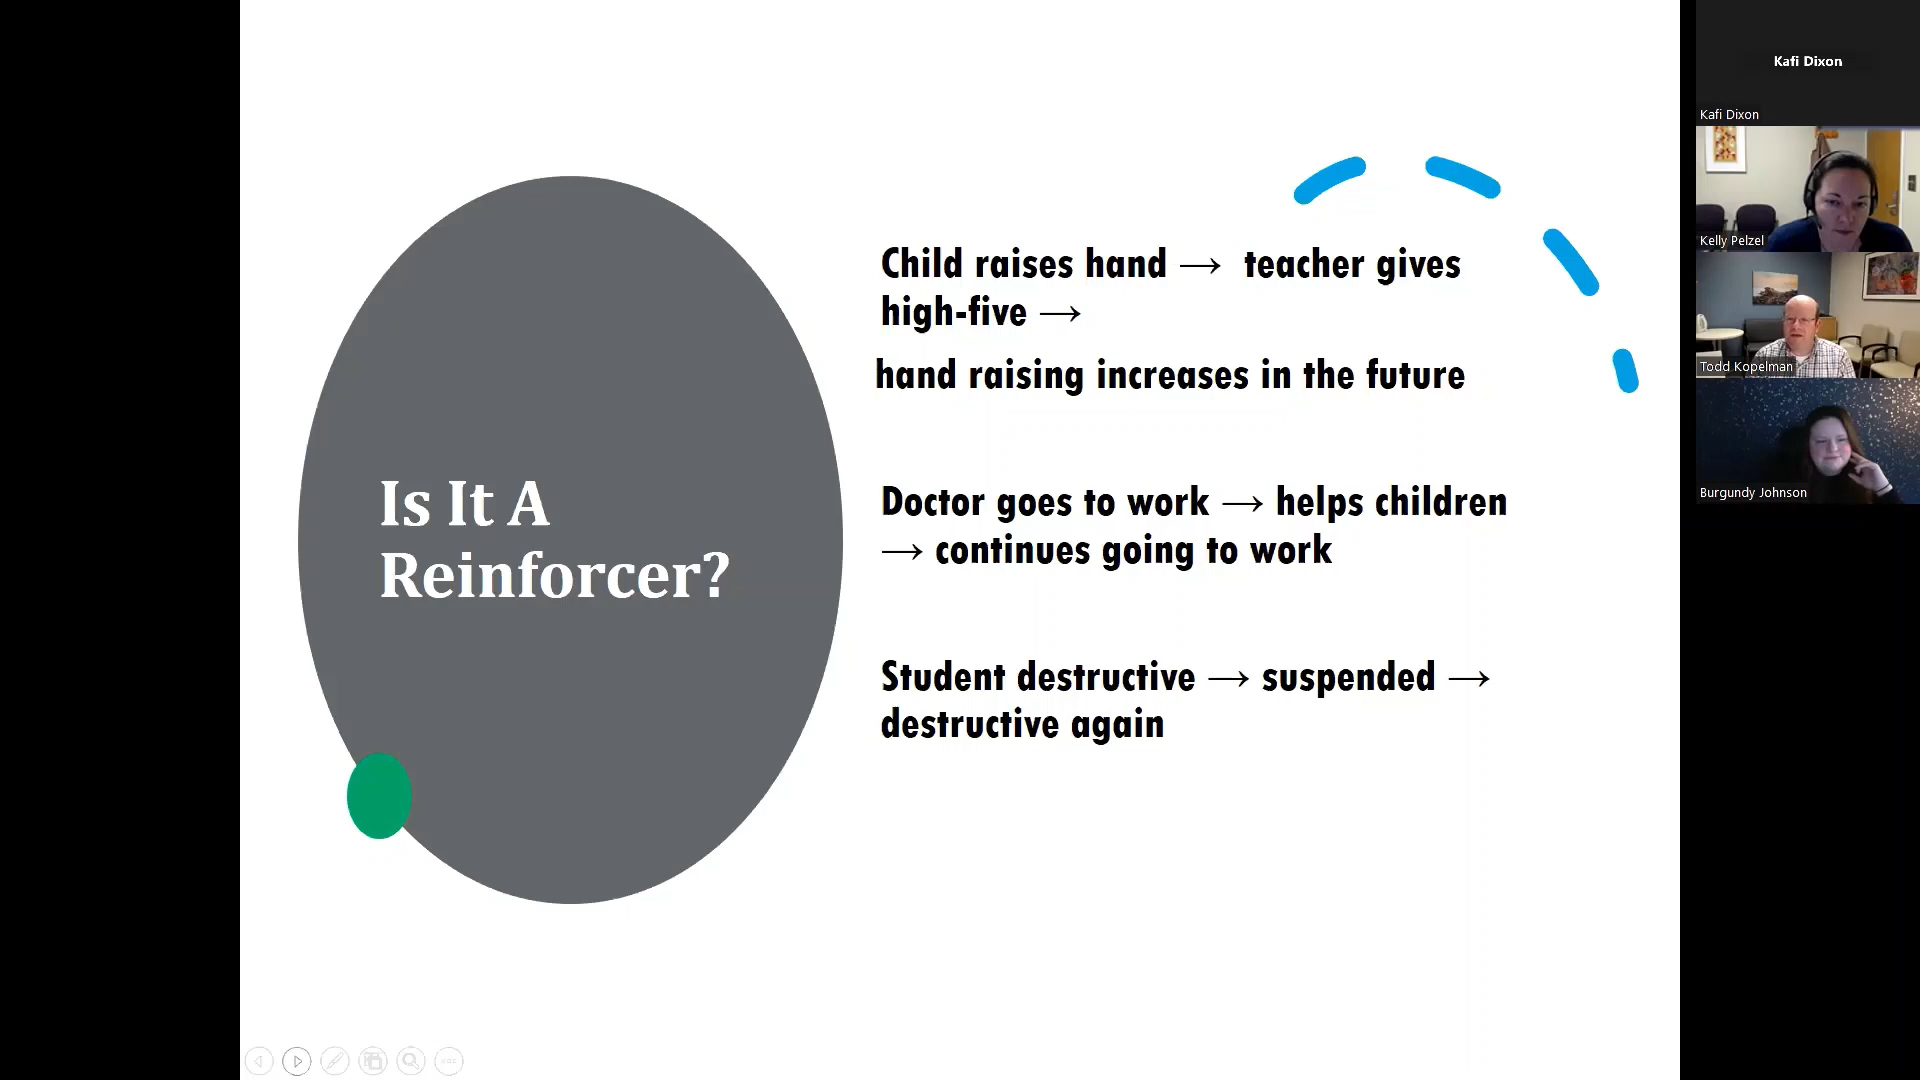 Is It A
Reinforcer?
Child raises hand → teacher gives
high-five →
hand raising increases in the future
Doctor goes to work → helps children
→ continues going to work
Student destructive → suspended →
destructive again
Kafi Dixon
Kafi Dixon
Kelly Pelzel
Todd Kopelman
Burgundy Johnson